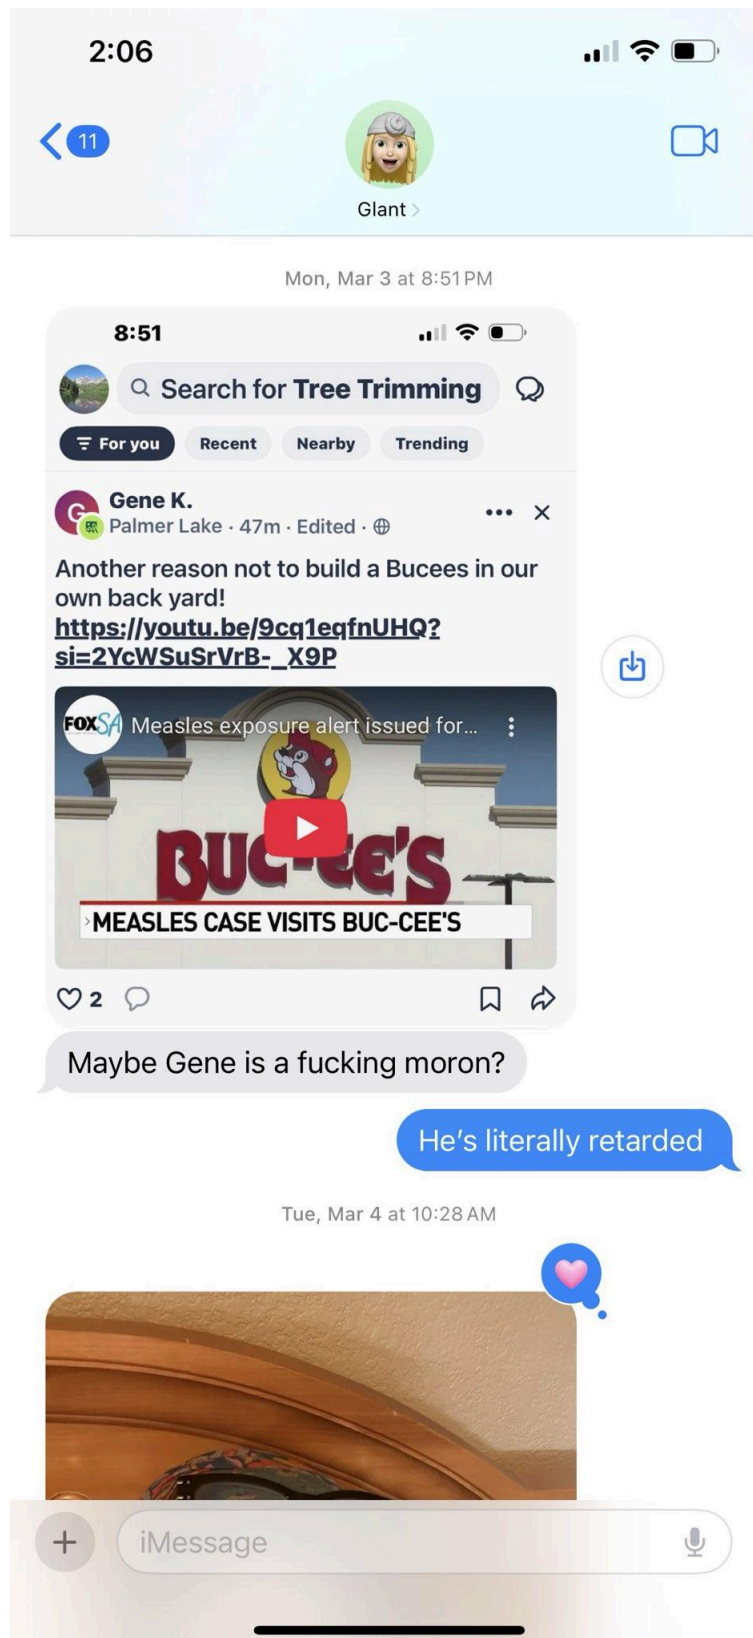 2:06
11
Glant
Mon, Mar 3 at 8:51 PM
8:51
Search for Tree Trimming
For you Recent Nearby Trending
G
Gene K.
Palmer Lake · 47m · Edited ·
Another reason not to build a Bucees in our
own back yard!
https://youtu.be/9cq1eqfnUHQ?
si=2YcWSuSrVrB-_X9P
FOXSA Measles exposure alert issued for...
BUC-EE'S
MEASLES CASE VISITS BUC-CEE'S
2
Maybe Gene is a fucking moron?
He's literally retarded
Tue, Mar 4 at 10:28 AM
iMessage